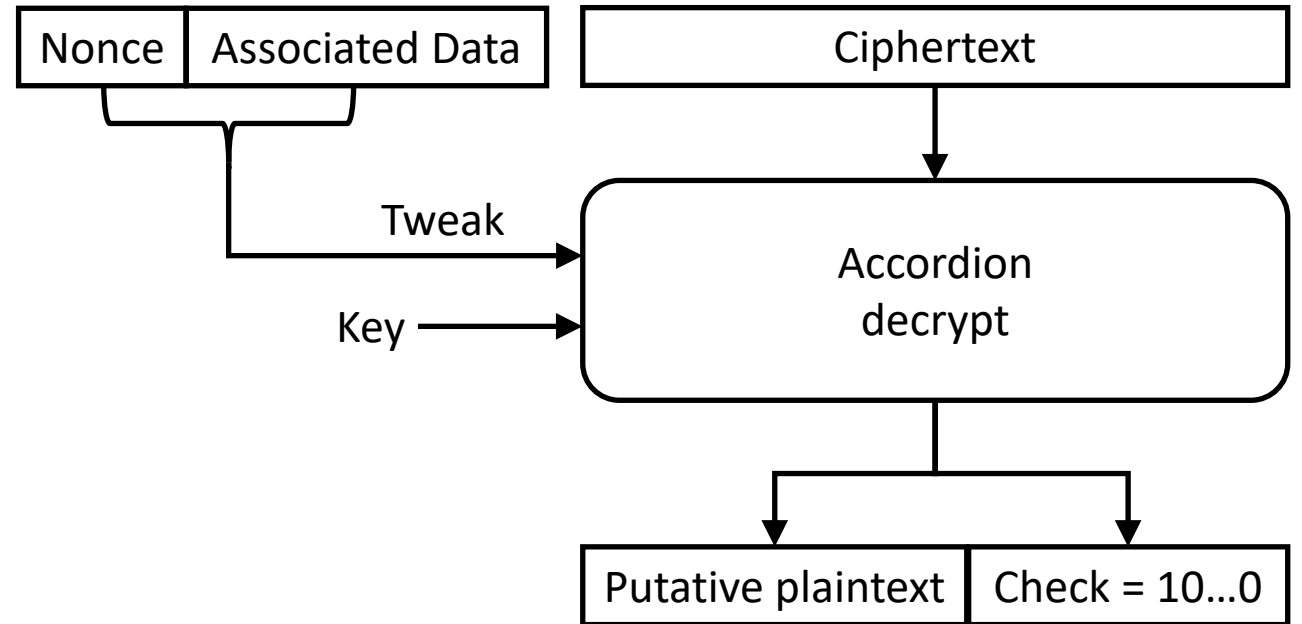 Nonce
Associated Data
Ciphertext
Tweak
Key
Accordion
decrypt
Putative plaintext
Check = 10...0